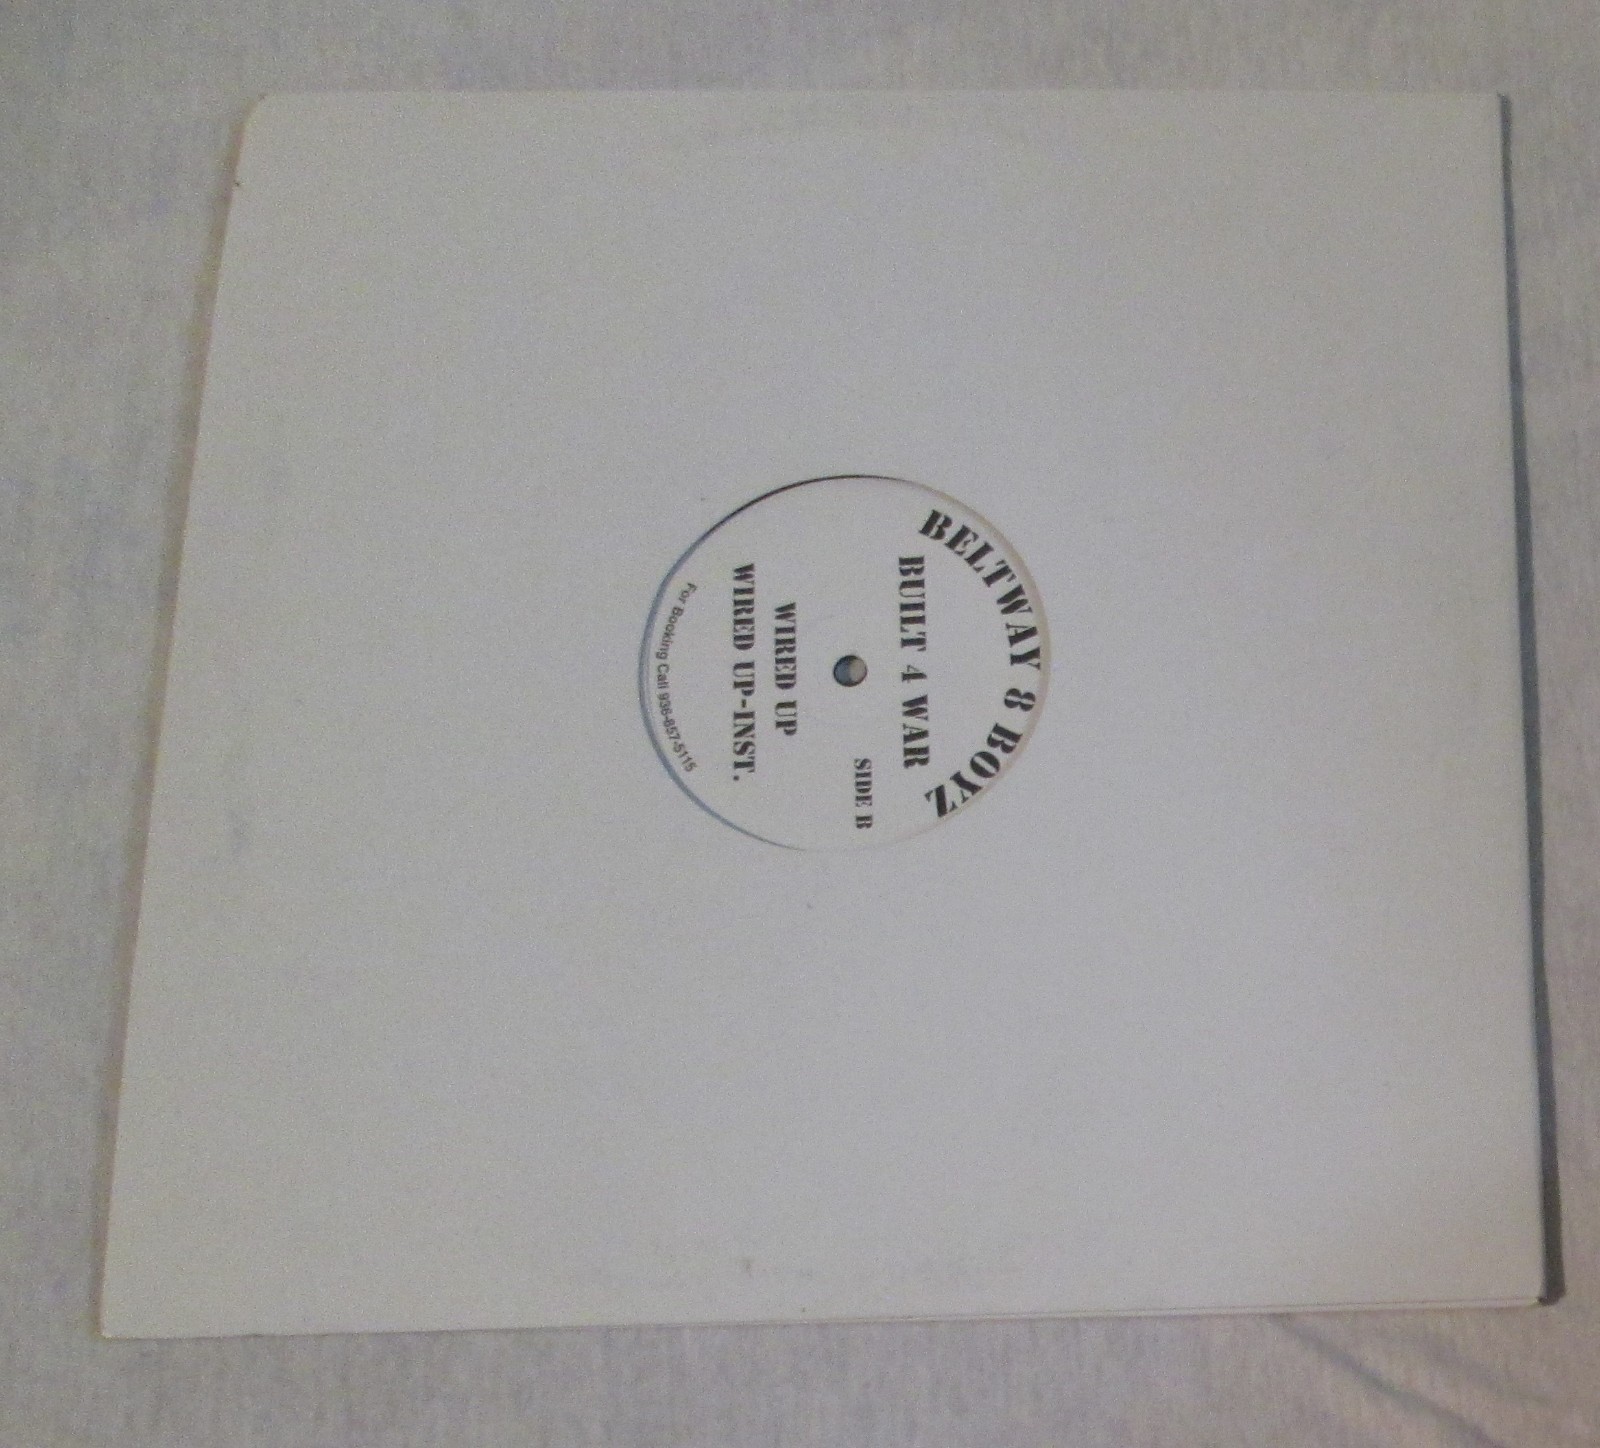 BELTWAY 8 BOYZ
BUILT 4 WAR
SIDE B
WIRED UP
WIRED UP-INST.
For Booking Call 936-857-5115